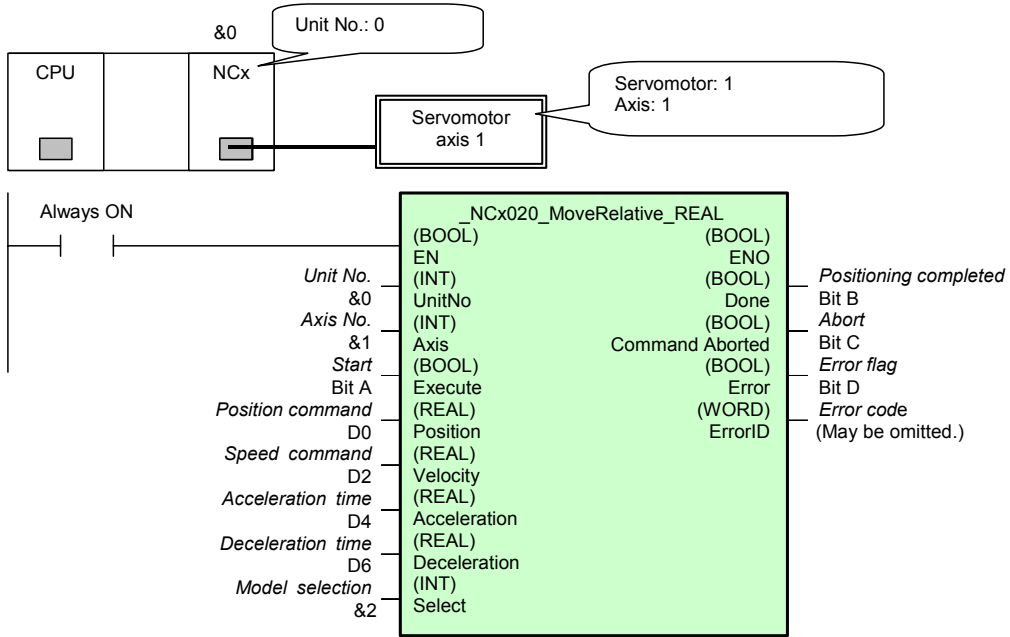 &0
Unit No.: 0
CPU
NCx
Servomotor: 1
Axis: 1
Servomotor
axis 1
Always ON
_NCx020_MoveRelative_REAL
(BOOL) (BOOL)
EN ENO
Unit No. (INT) (BOOL) Positioning completed
&0 UnitNo Done Bit B
Axis No. (INT) (BOOL) Abort
&1 Axis Command Aborted Bit C
Start (BOOL) (BOOL) Error flag
Bit A Execute Error Bit D
Position command (REAL) (WORD) Error code
D0 Position ErrorID (May be omitted.)
Speed command (REAL)
D2 Velocity
Acceleration time (REAL)
D4 Acceleration
Deceleration time (REAL)
D6 Deceleration
Model selection (INT)
&2 Select